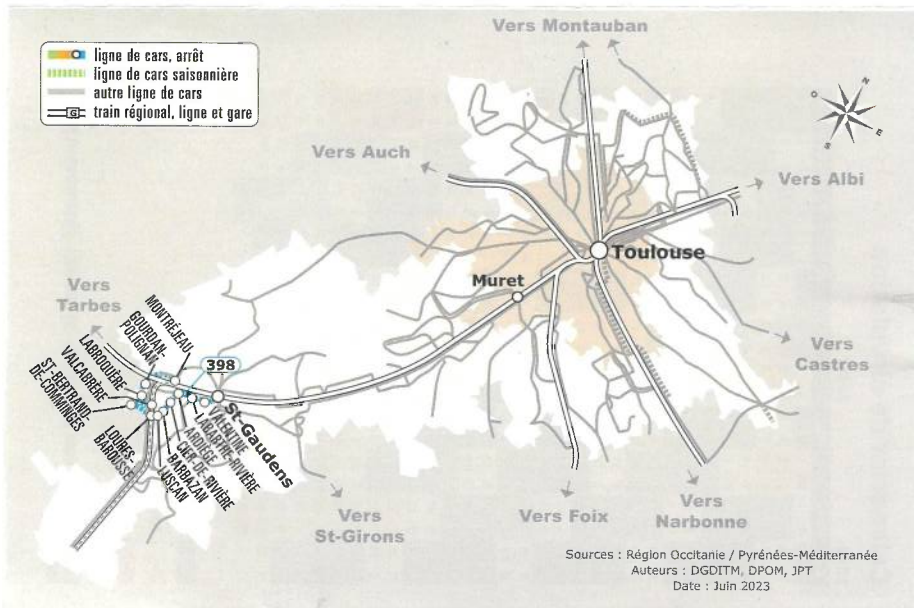 ligne de cars, arrêt
ligne de cars saisonnière
autre ligne de cars
G train régional, ligne et gare
Vers Montauban
N
O
E
S
Vers Auch
Vers Albi
Toulouse
Muret
Vers
Tarbes
Vers
Castres
MONTRÉJEAU
GOURDAN-
POLIGNAN
LABROQUÈRE
VALCABRÈRE
ST-BERTRAND-
DE-COMMINGES
398
St-Gaudens
VALENTINE
LABARTHE-RIVIÈRE
ARDIÈGE
CIER-DE-RIVIÈRE
BARBAZAN
LUSCAN
LOURES-
BAROUSSE
Vers
St-Girons
Vers Foix
Vers
Narbonne
Sources : Région Occitanie / Pyrénées-Méditerranée
Auteurs : DGDITM, DPOM, JPT
Date : Juin 2023